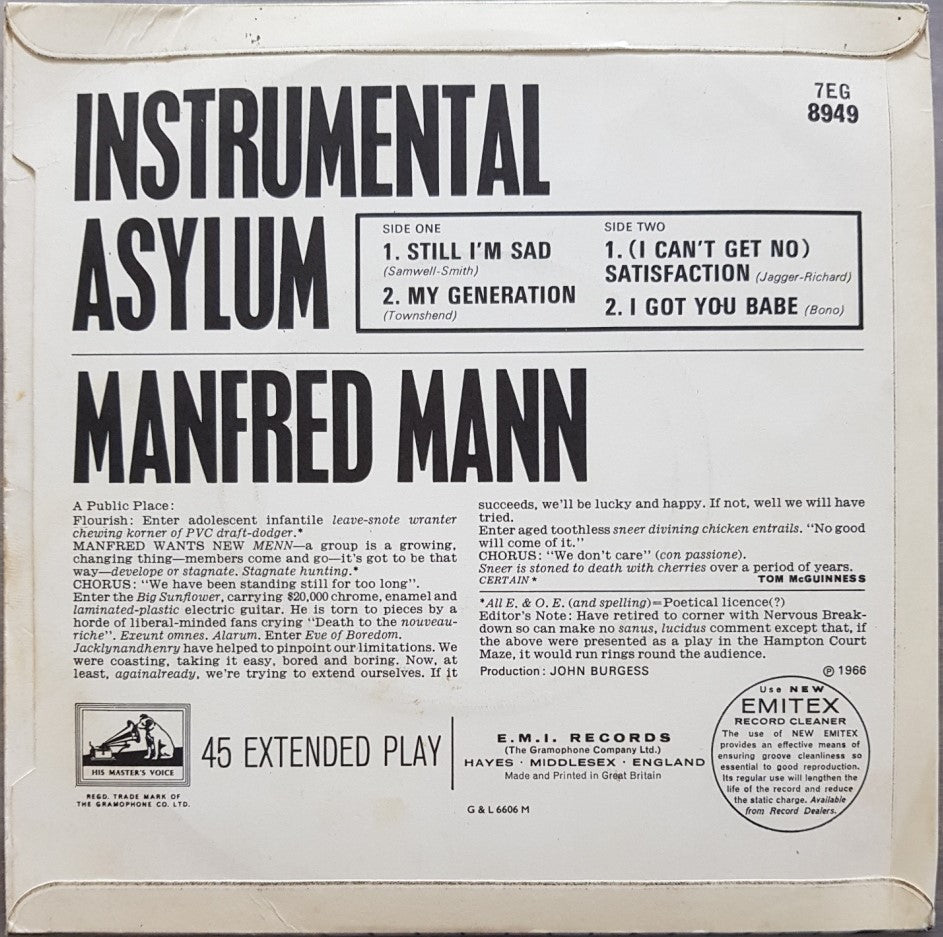 INSTRUMENTAL
ASYLUM
7EG
8949
SIDE ONE
1. STILL I'M SAD
(Samwell-Smith)
2. MY GENERATION
(Townshend)
SIDE TWO
1. (I CAN'T GET NO)
SATISFACTION (Jagger-Richard)
2. I GOT YOU BABE (Bono)
MANFRED MANN
A Public Place:
Flourish: Enter adolescent infantile leave-snote wranter
chewing korner of PVC draft-dodger.*
MANFRED WANTS NEW MENN—a group is a growing,
changing thing—members come and go—it's got to be that
way—develope or stagnate. Stagnate hunting.*
CHORUS: "We have been standing still for too long".
Enter the Big Sunflower, carrying $20,000 chrome, enamel and
laminated-plastic electric guitar. He is torn to pieces by a
horde of liberal-minded fans crying "Death to the nouveau-
riche". Exeunt omnes. Alarum. Enter Eve of Boredom.
Jacklynandhenry have helped to pinpoint our limitations. We
were coasting, taking it easy, bored and boring. Now, at
least, againalready, we're trying to extend ourselves. If it
succeeds, we'll be lucky and happy. If not, well we will have
tried.
Enter aged toothless sneer divining chicken entrails. "No good
will come of it."
CHORUS: "We don't care" (con passione).
Sneer is stoned to death with cherries over a period of years.
CERTAIN* TOM McGUINNESS
*All E. & O. E. (and spelling)=Poetical licence(?)
Editor's Note: Have retired to corner with Nervous Break-
down so can make no sanus, lucidus comment except that, if
the above were presented as a play in the Hampton Court
Maze, it would run rings round the audience.
Production: JOHN BURGESS ℗ 1966
HIS MASTER'S VOICE
REGD. TRADE MARK OF
THE GRAMOPHONE CO. LTD.
45 EXTENDED PLAY
E.M.I. RECORDS
(The Gramophone Company Ltd.)
HAYES · MIDDLESEX · ENGLAND
Made and Printed in Great Britain
G & L 6606 M
Use NEW
EMITEX
RECORD CLEANER
The use of NEW EMITEX
provides an effective means of
ensuring groove cleanliness so
essential to good reproduction.
Its regular use will lengthen the
life of the record and reduce
the static charge. Available
from Record Dealers.